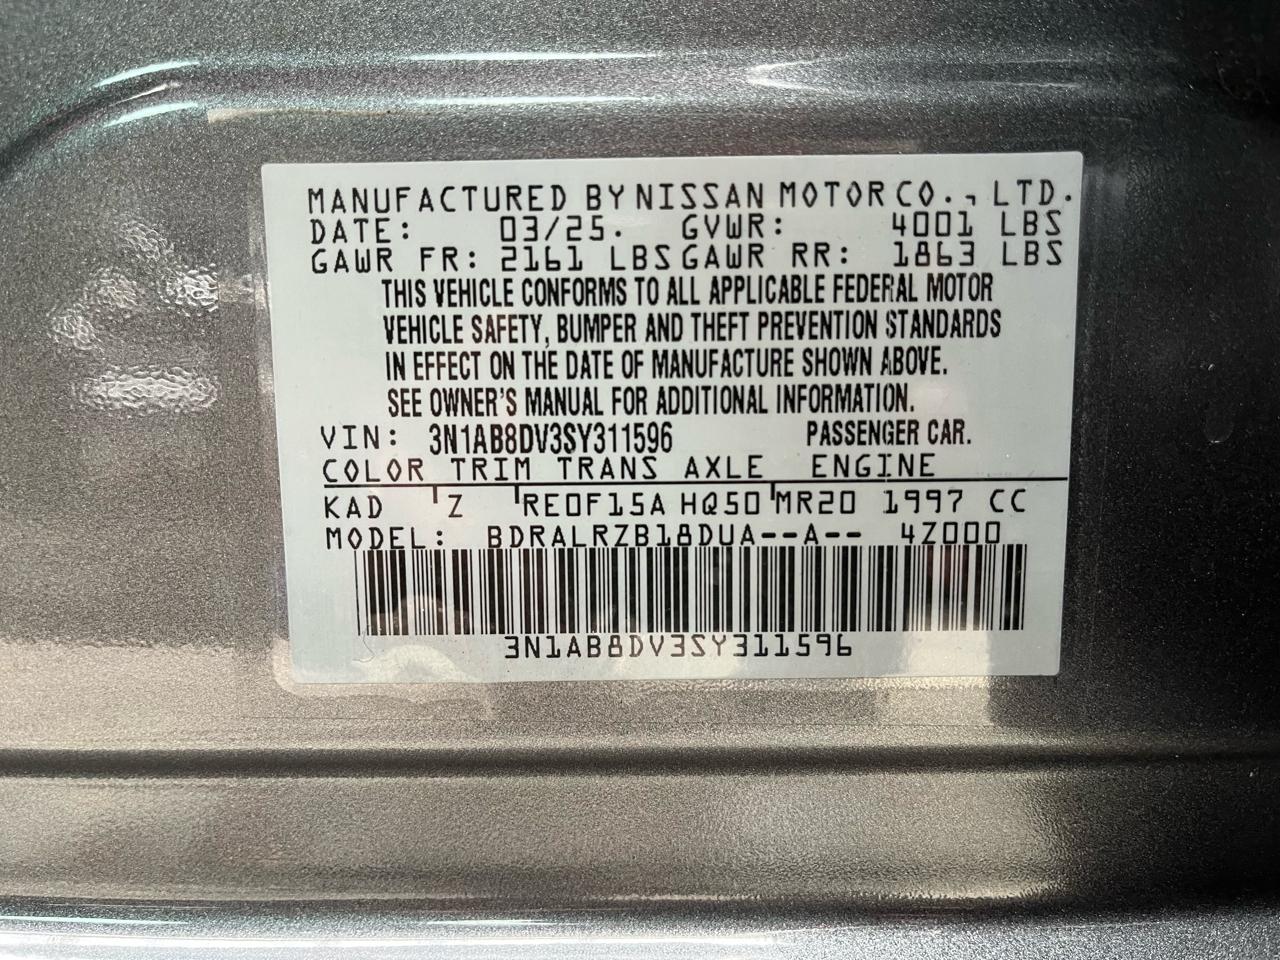 MANUFACTURED BY NISSAN MOTOR CO., LTD.
DATE: 03/25. GVWR: 4001 LBS
GAWR FR: 2161 LBS GAWR RR: 1863 LBS
THIS VEHICLE CONFORMS TO ALL APPLICABLE FEDERAL MOTOR
VEHICLE SAFETY, BUMPER AND THEFT PREVENTION STANDARDS
IN EFFECT ON THE DATE OF MANUFACTURE SHOWN ABOVE.
SEE OWNER'S MANUAL FOR ADDITIONAL INFORMATION.
VIN: 3N1AB8DV3SY311596 PASSENGER CAR.
COLOR TRIM TRANS AXLE ENGINE
KAD Z RE0F15A HQ50 MR20 1997 CC
MODEL: BDRALRZB18DUA--A-- 4Z000
3N1AB8DV3SY311596